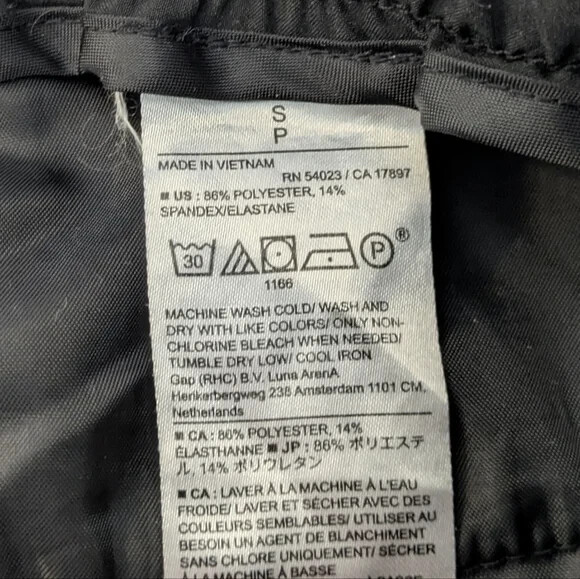 S
P
MADE IN VIETNAM
RN 54023 / CA 17897
■ US : 86% POLYESTER, 14%
SPANDEX/ELASTANE
30 P ®
1166
MACHINE WASH COLD/ WASH AND
DRY WITH LIKE COLORS/ ONLY NON-
CHLORINE BLEACH WHEN NEEDED/
TUMBLE DRY LOW/ COOL IRON
Gap (RHC) B.V. Luna ArenA
Herikerbergweg 238 Amsterdam 1101 CM,
Netherlands
■ CA : 86% POLYESTER, 14%
ÉLASTHANNE ■ JP : 86% ポリエステ
ル, 14% ポリウレタン
■ CA : LAVER À LA MACHINE À L'EAU
FROIDE/ LAVER ET SÉCHER AVEC DES
COULEURS SEMBLABLES/ UTILISER AU
BESOIN UN AGENT DE BLANCHIMENT
SANS CHLORE UNIQUEMENT/ SÉCHER
À LA MACHINE À BASSE